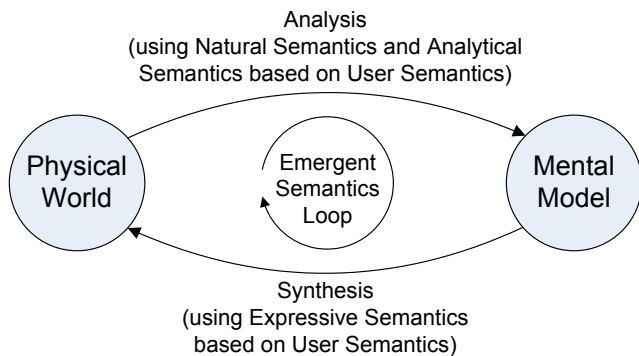 Analysis
(using Natural Semantics and Analytical
Semantics based on User Semantics)
Physical
World
Emergent
Semantics
Loop
Mental
Model
Synthesis
(using Expressive Semantics
based on User Semantics)